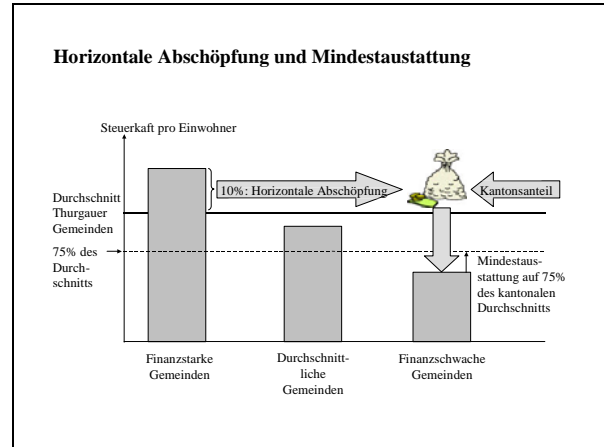 Horizontale Abschöpfung und Mindestaustattung
Steuerkaft pro Einwohner
10%: Horizontale Abschöpfung
Kantonsanteil
Durchschnitt
Thurgauer
Gemeinden
75% des
Durch-
schnitts
Mindestaus-
stattung auf 75%
des kantonalen
Durchschnitts
Finanzstarke
Gemeinden
Durchschnitt-
liche
Gemeinden
Finanzschwache
Gemeinden